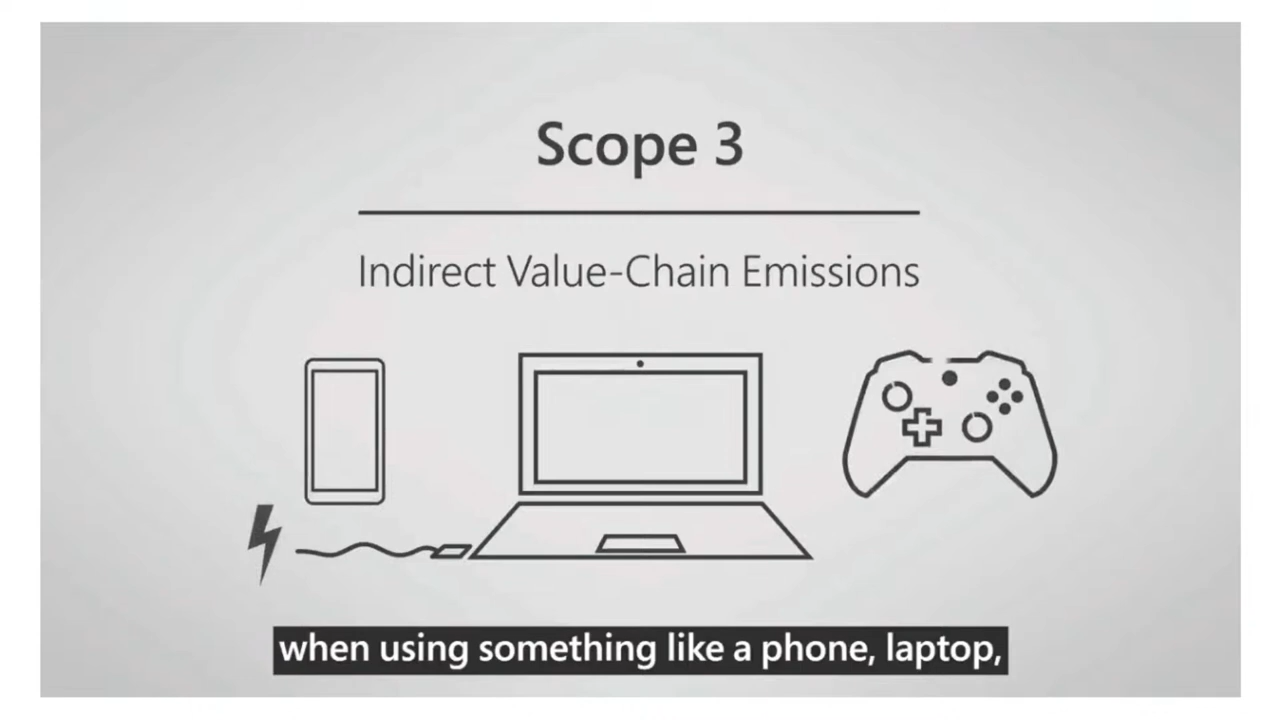 Scope 3
Indirect Value-Chain Emissions
when using something like a phone, laptop,